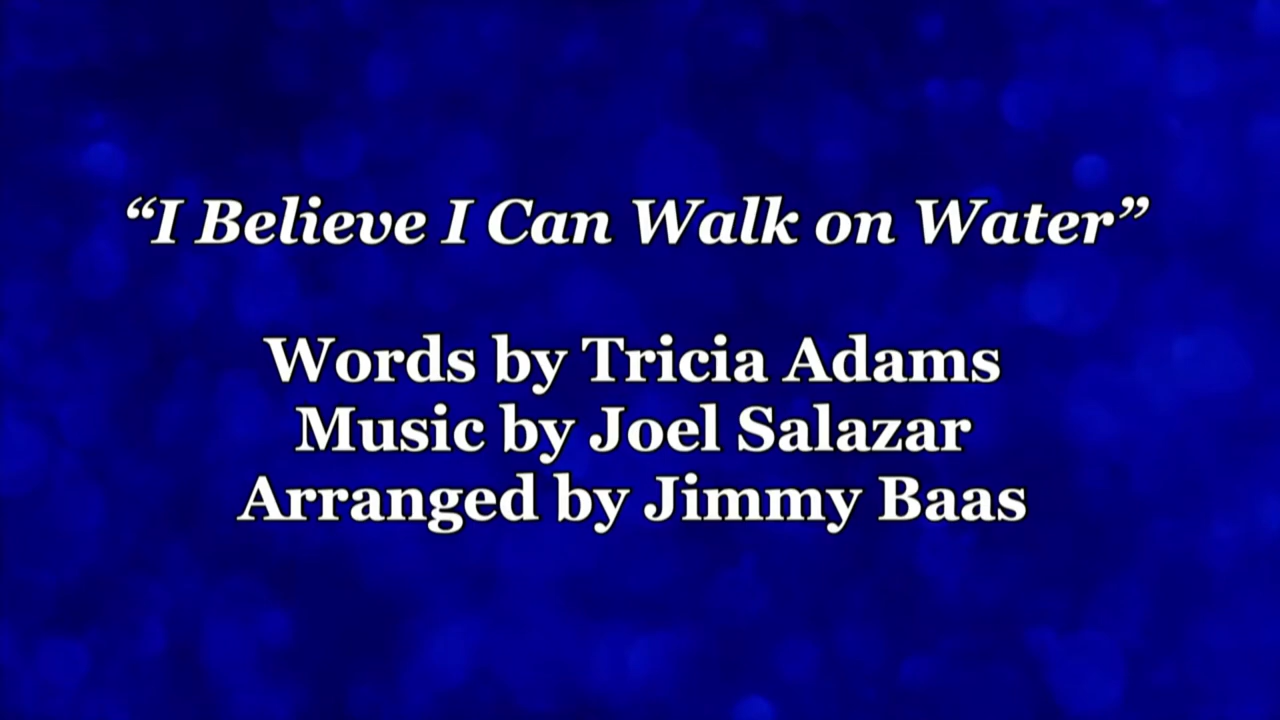 “I Believe I Can Walk on Water”
Words by Tricia Adams
Music by Joel Salazar
Arranged by Jimmy Baas